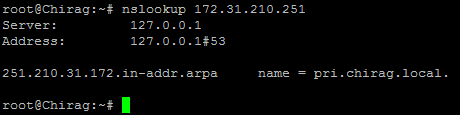 root@Chirag:~# nslookup 172.31.210.251
Server:         127.0.0.1
Address:        127.0.0.1#53
251.210.31.172.in-addr.arpa     name = pri.chirag.local.
root@Chirag:~#